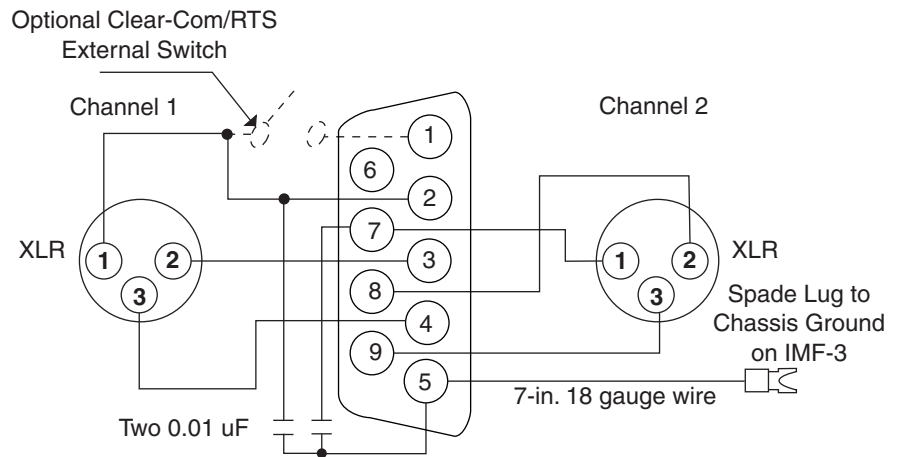 Optional Clear-Com/RTS
External Switch
Channel 1
Channel 2
1
6
2
7
3
8
4
9
5
XLR
1
2
3
1
2
3
XLR
Spade Lug to
Chassis Ground
on IMF-3
7-in. 18 gauge wire
Two 0.01 uF